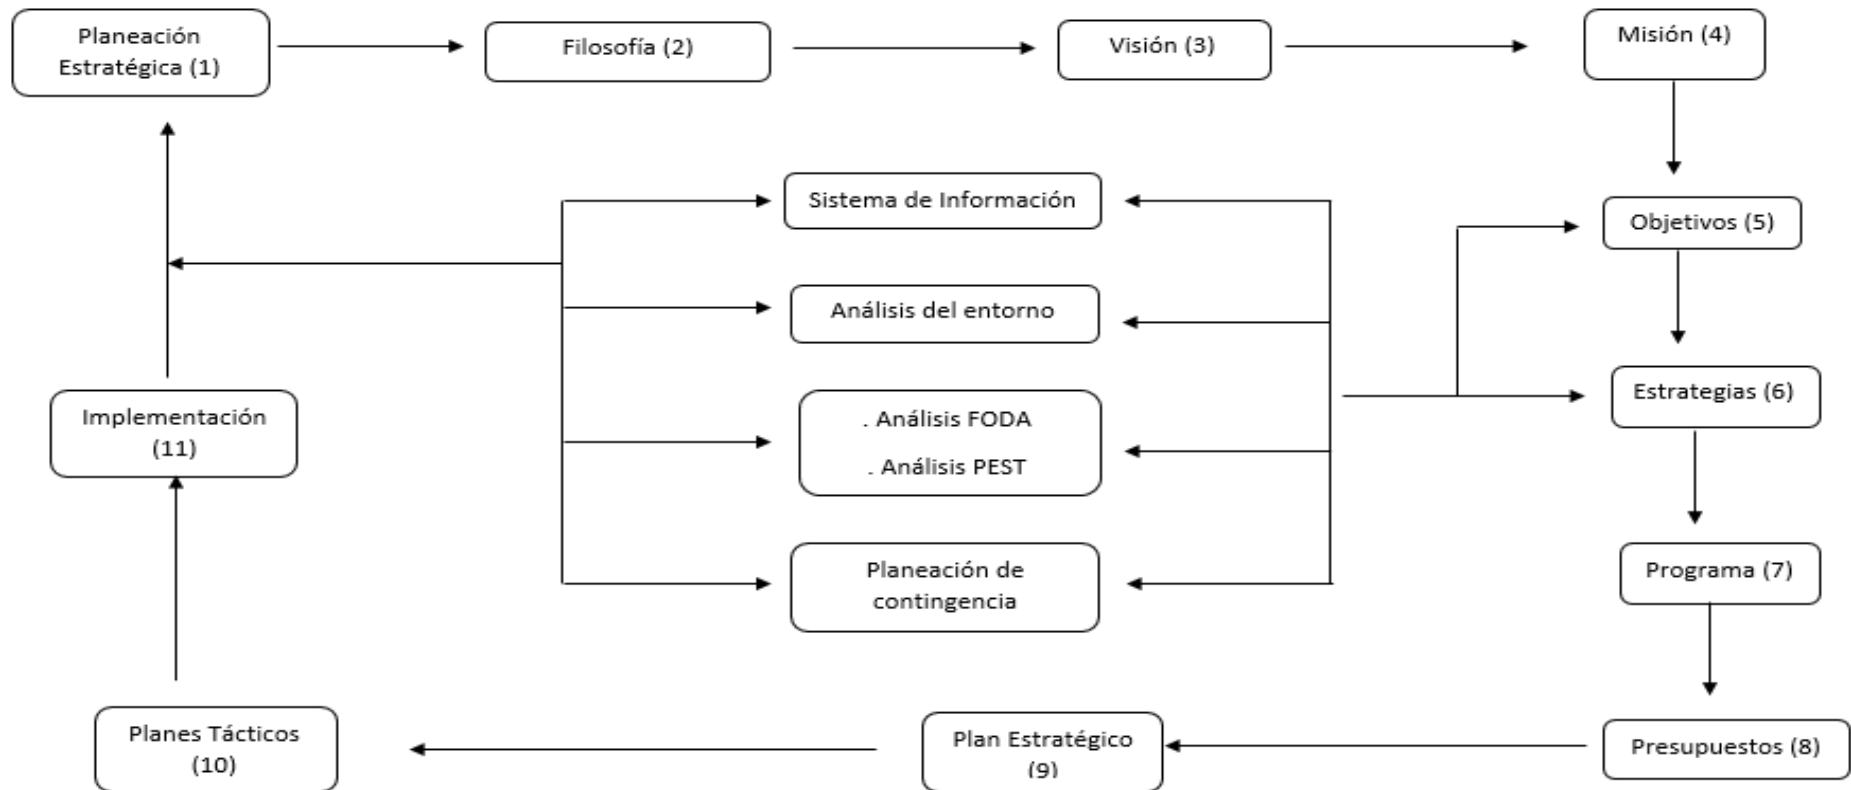 Planeación
Estratégica (1)
Filosofía (2)
Visión (3)
Misión (4)
Sistema de Información
Objetivos (5)
Análisis del entorno
Implementación
(11)
. Análisis FODA
. Análisis PEST
Estrategias (6)
Planeación de
contingencia
Programa (7)
Planes Tácticos
(10)
Plan Estratégico
(9)
Presupuestos (8)